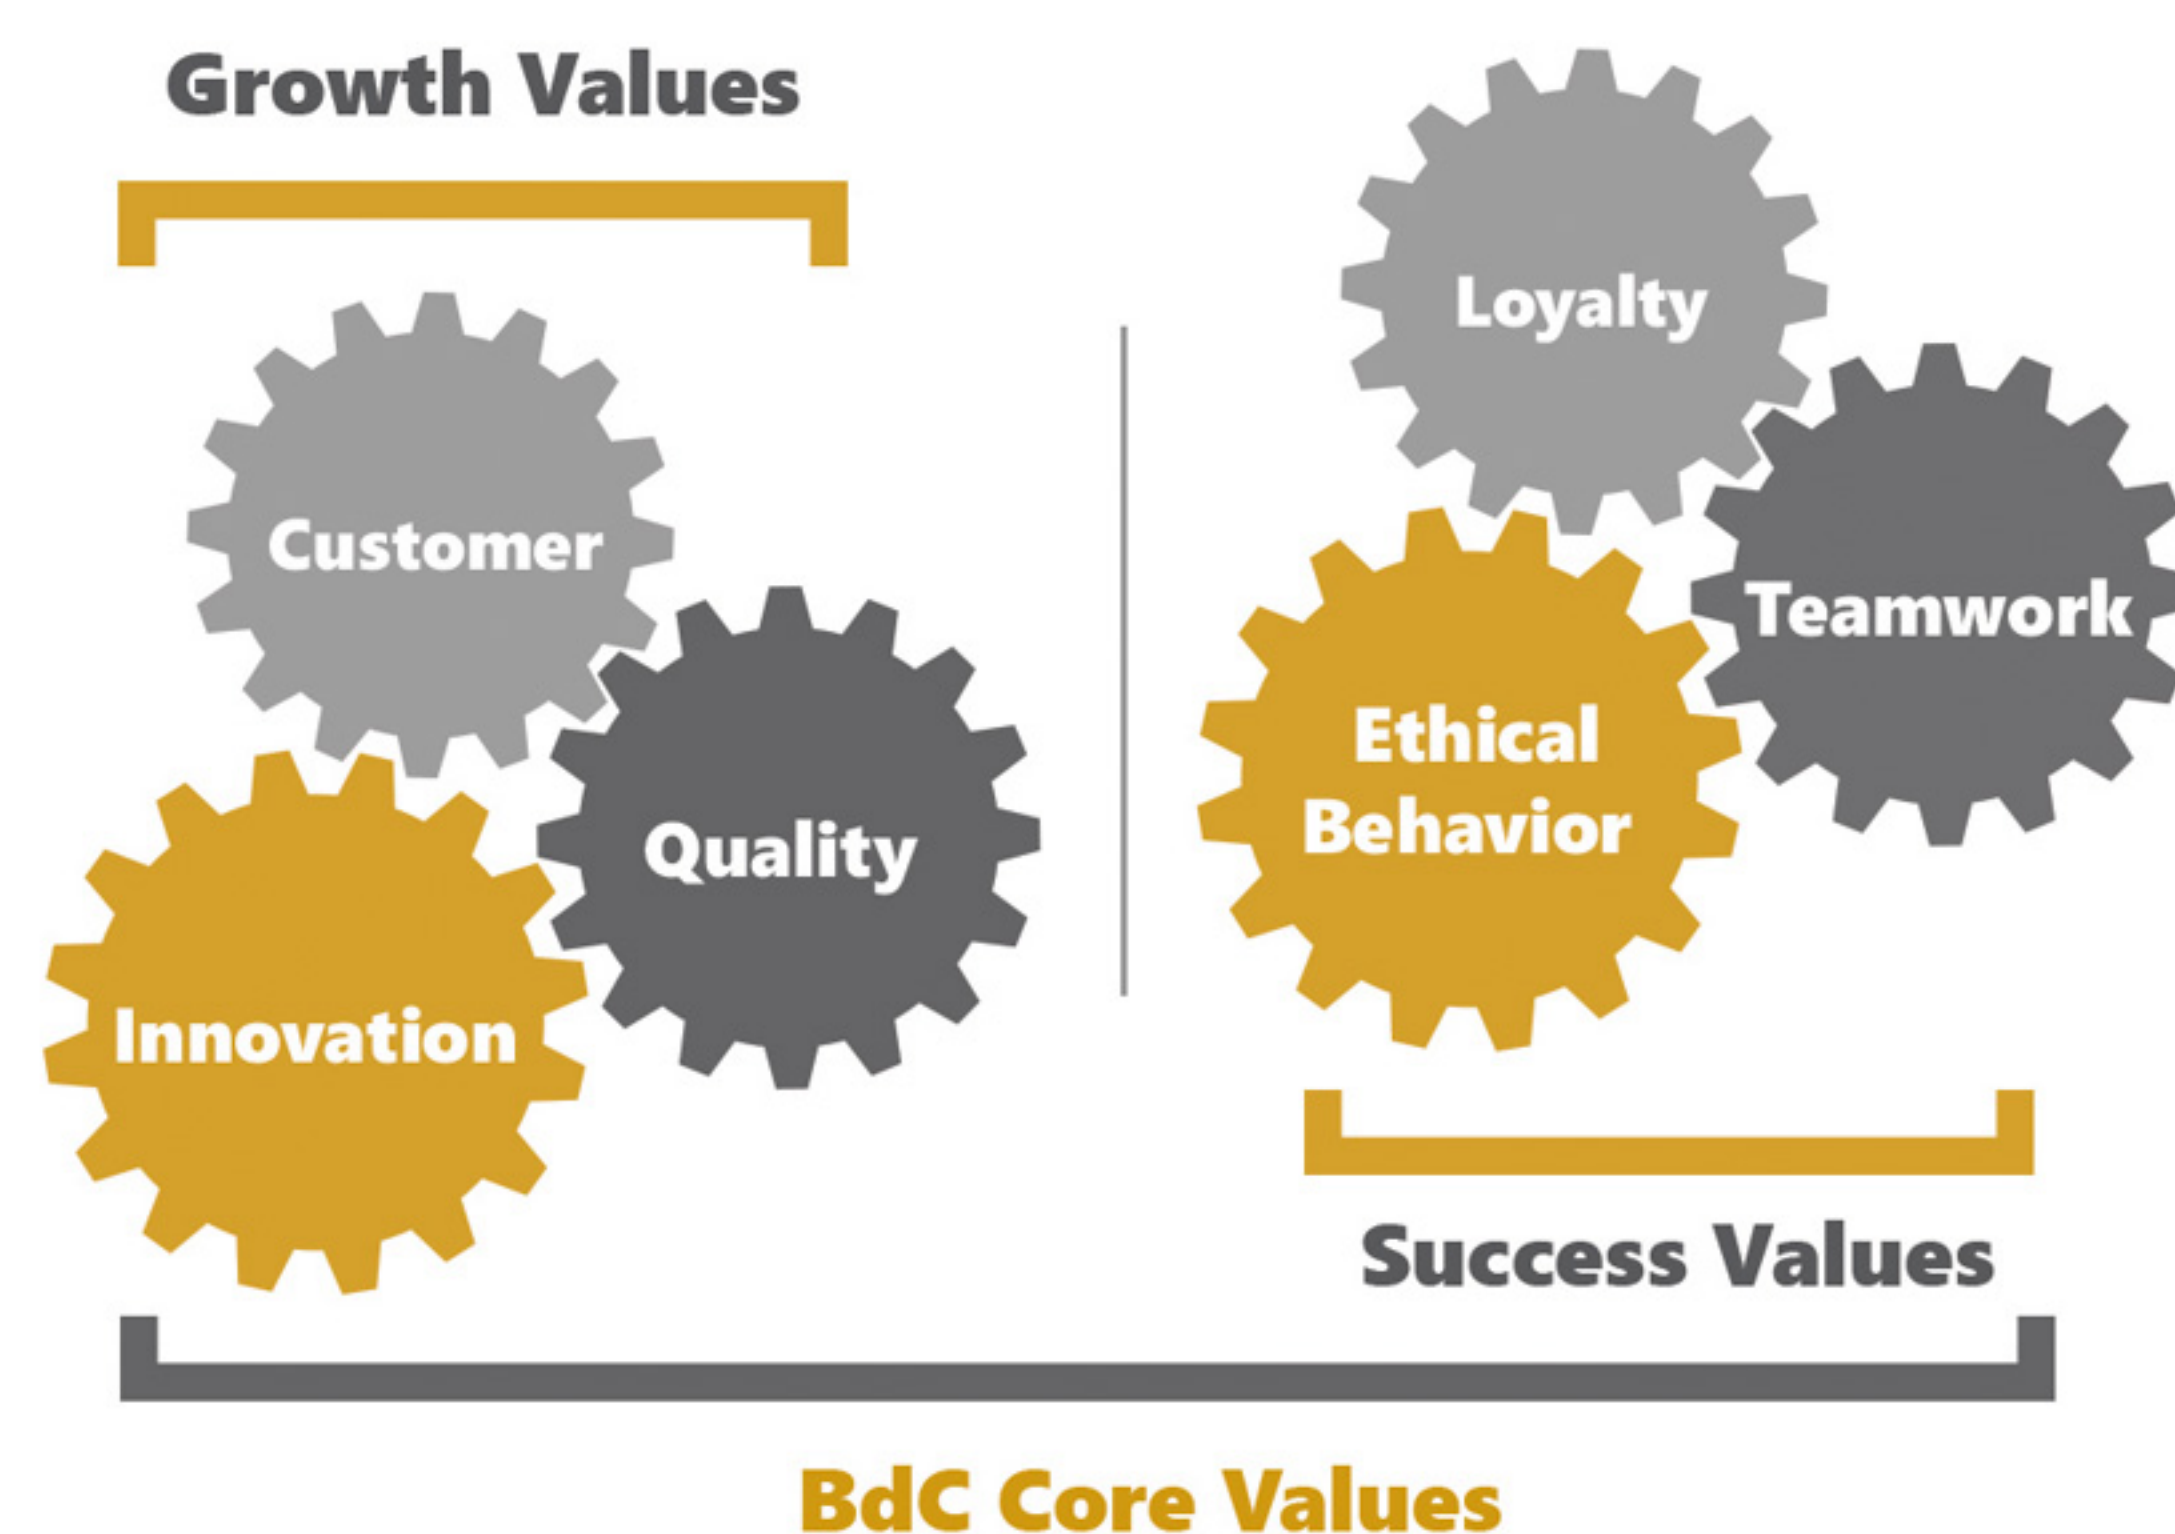 Growth Values
Customer
Quality
Innovation
Loyalty
Teamwork
Ethical
Behavior
Success Values
BdC Core Values